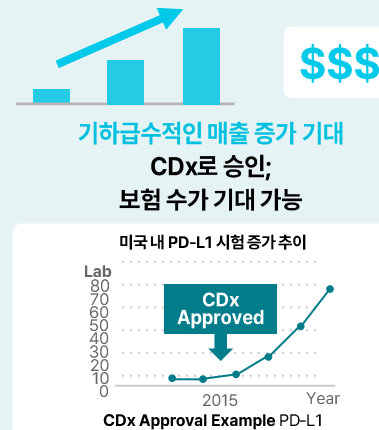 $$$
기하급수적인 매출 증가 기대
CDx로 승인;
보험 수가 기대 가능
미국 내 PD-L1 시험 증가 추이
Lab
80
70
60
50
40
30
20
10
0
CDx
Approved
2015
Year
CDx Approval Example PD-L1